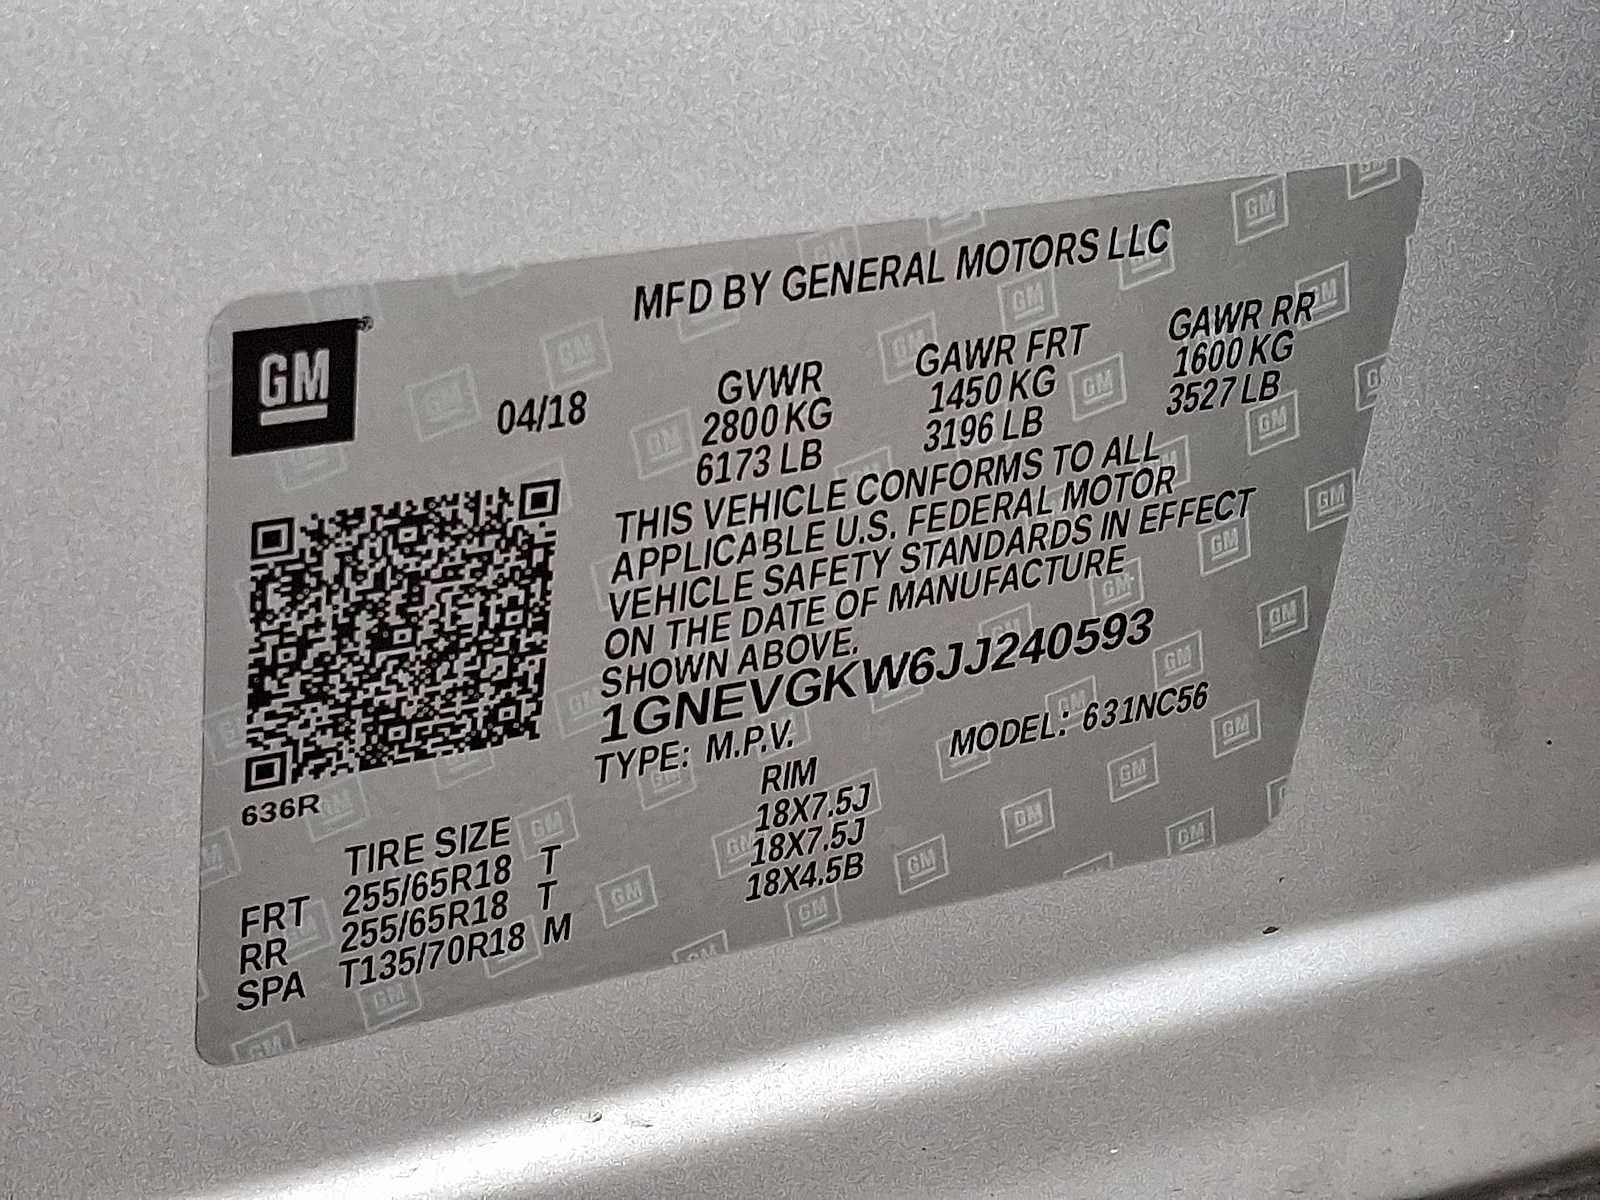 MFD BY GENERAL MOTORS LLC
GM
04/18
GVWR GAWR FRT GAWR RR
2800 KG 1450 KG 1600 KG
6173 LB 3196 LB 3527 LB
THIS VEHICLE CONFORMS TO ALL
APPLICABLE U.S. FEDERAL MOTOR
VEHICLE SAFETY STANDARDS IN EFFECT
ON THE DATE OF MANUFACTURE
SHOWN ABOVE.
1GNEVGKW6JJ240593
TYPE: M.P.V. MODEL: 631NC56
636R
TIRE SIZE RIM
FRT 255/65R18 T 18X7.5J
RR 255/65R18 T 18X7.5J
SPA T135/70R18 M 18X4.5B